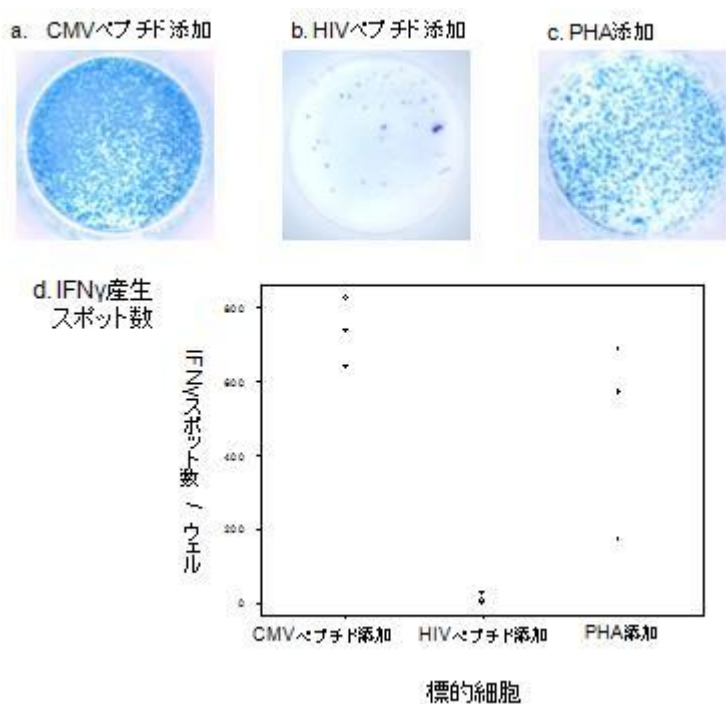 a. CMVペプチド添加
b. HIVペプチド添加
c. PHA添加
d. IFNγ産生
スポット数
IFNγスポット数 / ウェル
800
600
400
200
0
CMVペプチド添加
HIVペプチド添加
PHA添加
標的細胞